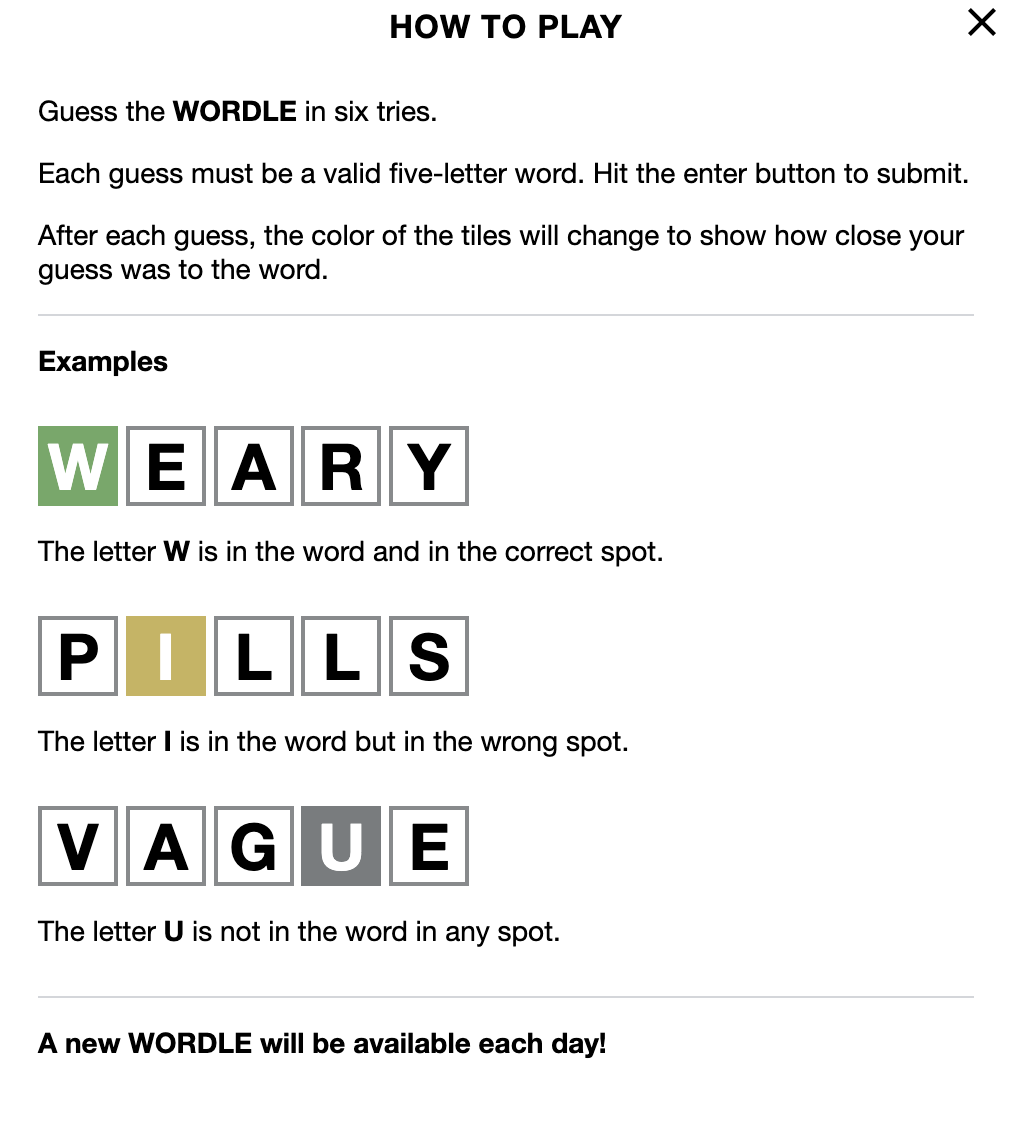 HOW TO PLAY
Guess the WORDLE in six tries.
Each guess must be a valid five-letter word. Hit the enter button to submit.
After each guess, the color of the tiles will change to show how close your
guess was to the word.
Examples
W E A R Y
The letter W is in the word and in the correct spot.
P I L L S
The letter I is in the word but in the wrong spot.
V A G U E
The letter U is not in the word in any spot.
A new WORDLE will be available each day!